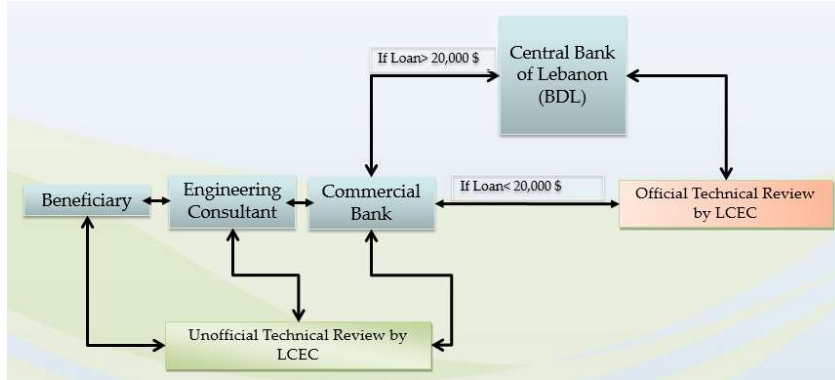 If Loan> 20,000 $
Central Bank
of Lebanon
(BDL)
Beneficiary
Engineering
Consultant
Commercial
Bank
If Loan< 20,000 $
Official Technical Review
by LCEC
Unofficial Technical Review by
LCEC